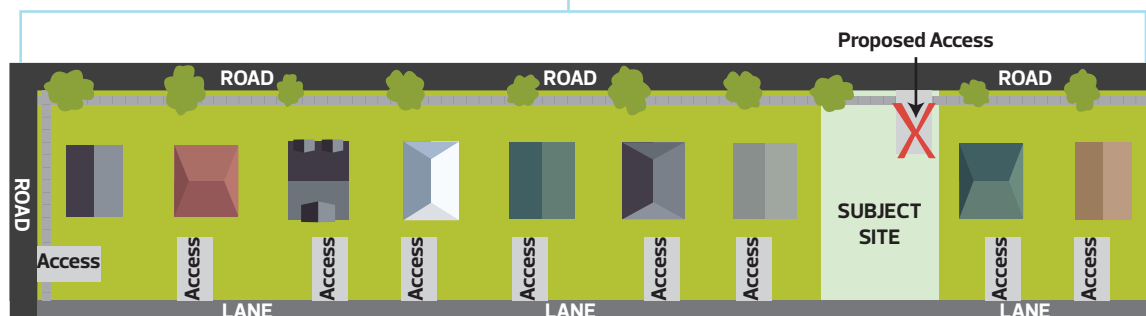 Proposed Access
ROAD ROAD ROAD
ROAD
SUBJECT
SITE
Access Access Access Access Access Access Access Access Access
LANE LANE LANE